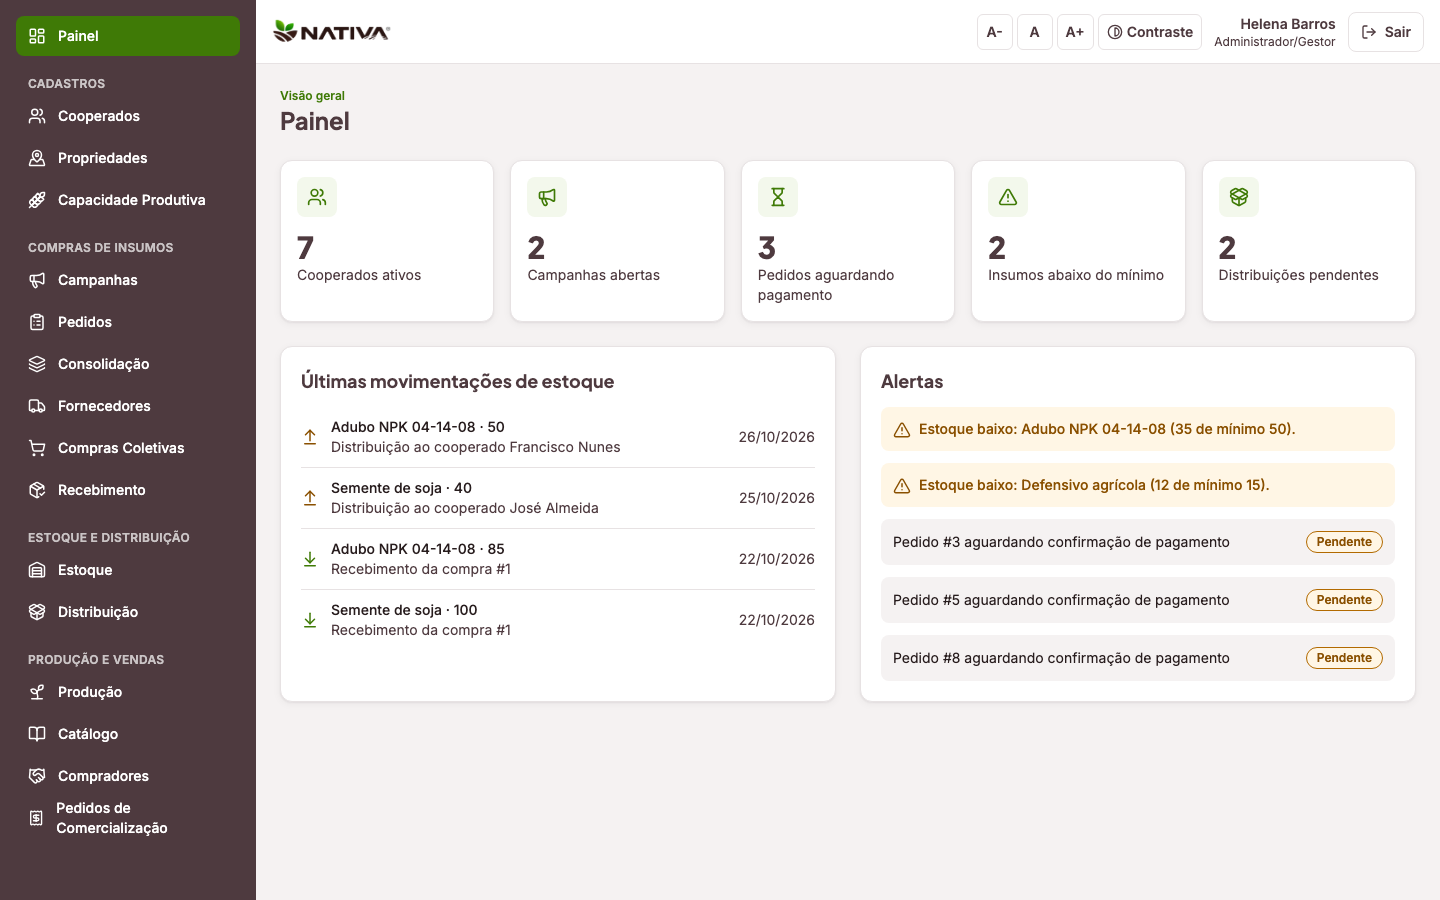 Painel
CADASTROS
Cooperados
Propriedades
Capacidade Produtiva
COMPRAS DE INSUMOS
Campanhas
Pedidos
Consolidação
Fornecedores
Compras Coletivas
Recebimento
ESTOQUE E DISTRIBUIÇÃO
Estoque
Distribuição
PRODUÇÃO E VENDAS
Produção
Catálogo
Compradores
Pedidos de
Comercialização
NATIVA
A-
A
A+
Contraste
Helena Barros
Administrador/Gestor
Sair
Visão geral
Painel
7
Cooperados ativos
2
Campanhas abertas
3
Pedidos aguardando
pagamento
2
Insumos abaixo do mínimo
2
Distribuições pendentes
Últimas movimentações de estoque
Adubo NPK 04-14-08 · 50
Distribuição ao cooperado Francisco Nunes
26/10/2026
Semente de soja · 40
Distribuição ao cooperado José Almeida
25/10/2026
Adubo NPK 04-14-08 · 85
Recebimento da compra #1
22/10/2026
Semente de soja · 100
Recebimento da compra #1
22/10/2026
Alertas
Estoque baixo: Adubo NPK 04-14-08 (35 de mínimo 50).
Estoque baixo: Defensivo agrícola (12 de mínimo 15).
Pedido #3 aguardando confirmação de pagamento
Pendente
Pedido #5 aguardando confirmação de pagamento
Pendente
Pedido #8 aguardando confirmação de pagamento
Pendente